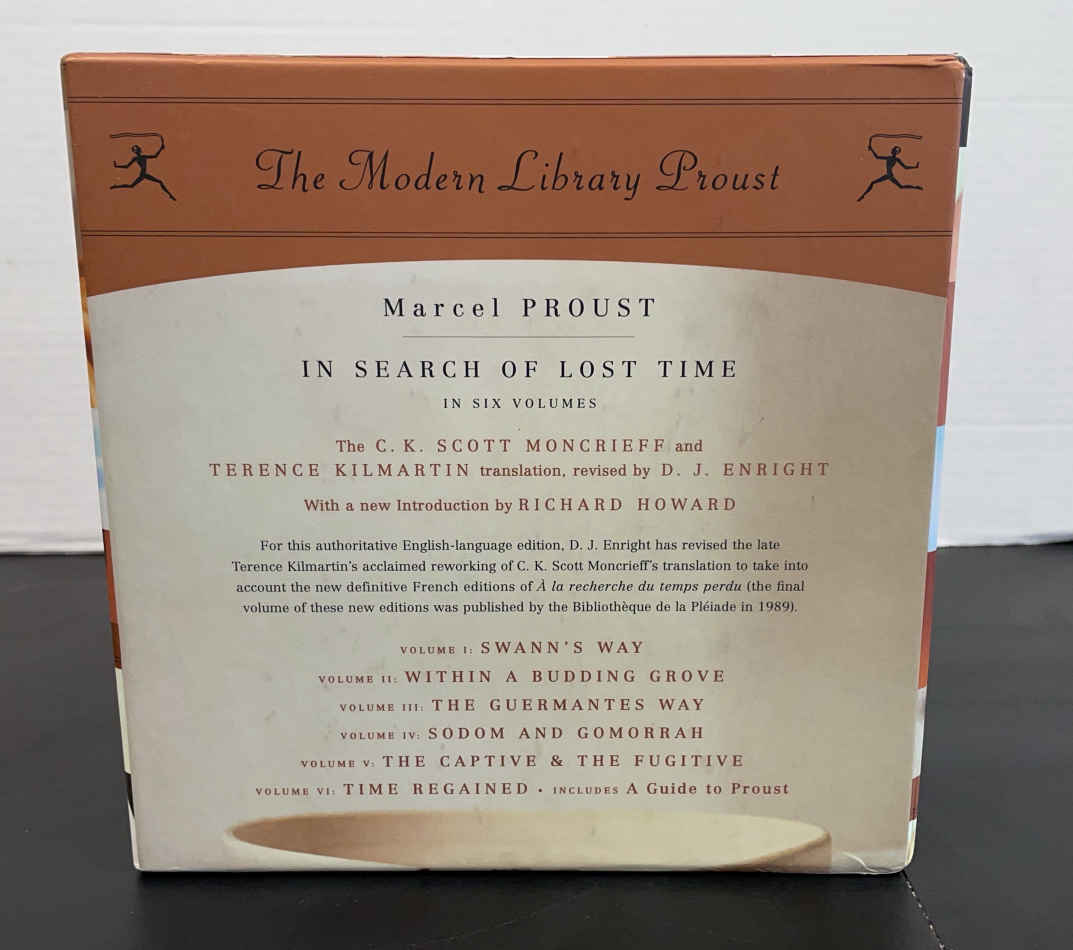 The Modern Library Proust
Marcel PROUST
IN SEARCH OF LOST TIME
IN SIX VOLUMES
The C. K. SCOTT MONCRIEFF and
TERENCE KILMARTIN translation, revised by D. J. ENRIGHT
With a new Introduction by RICHARD HOWARD
For this authoritative English-language edition, D. J. Enright has revised the late
Terence Kilmartin's acclaimed reworking of C. K. Scott Moncrieff's translation to take into
account the new definitive French editions of À la recherche du temps perdu (the final
volume of these new editions was published by the Bibliothèque de la Pléiade in 1989).
VOLUME I: SWANN'S WAY
VOLUME II: WITHIN A BUDDING GROVE
VOLUME III: THE GUERMANTES WAY
VOLUME IV: SODOM AND GOMORRAH
VOLUME V: THE CAPTIVE & THE FUGITIVE
VOLUME VI: TIME REGAINED • INCLUDES A Guide to Proust